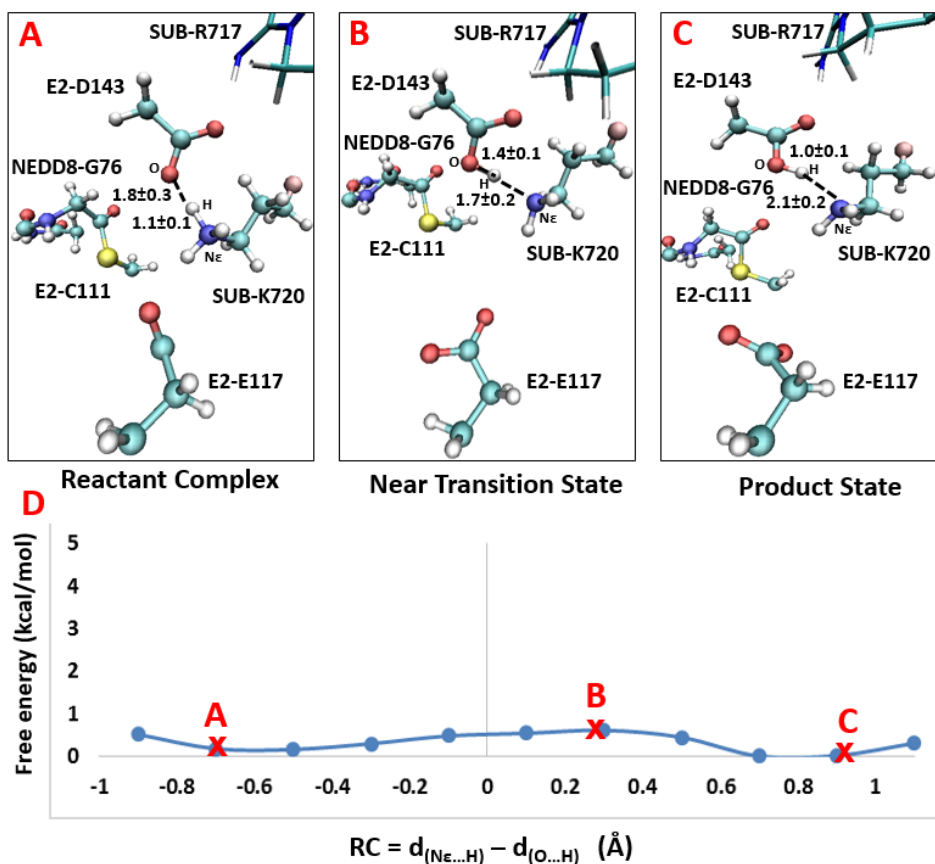 A
SUB-R717
E2-D143
O
NEDD8-G76
1.8±0.3
H
1.1±0.1
Nε
E2-C111
SUB-K720
E2-E117
Reactant Complex
B
SUB-R717
E2-D143
NEDD8-G76
O
1.4±0.1
H
1.7±0.2
Nε
E2-C111
SUB-K720
E2-E117
Near Transition State
C
SUB-R717
E2-D143
O
1.0±0.1
NEDD8-G76
H
2.1±0.2
Nε
SUB-K720
E2-C111
E2-E117
Product State
D
Free energy (kcal/mol)
5
4
3
2
1
0
A
B
C
-1 -0.8 -0.6 -0.4 -0.2 0 0.2 0.4 0.6 0.8 1
RC = d(Nε...H) – d(O...H) (Å)